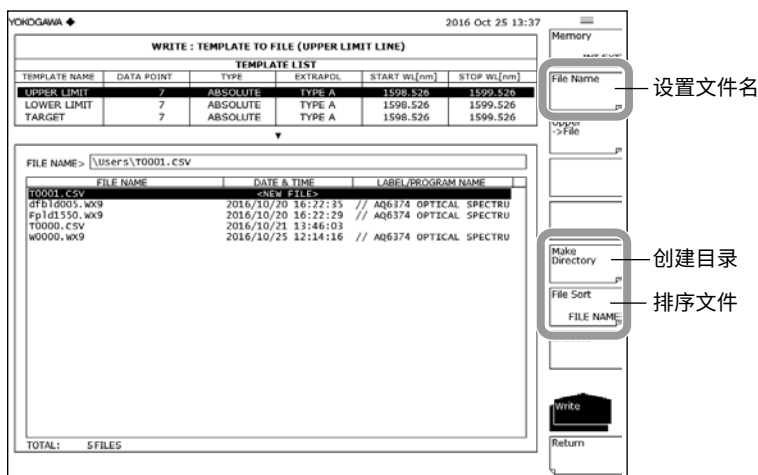 YOKOGAWA ◆
2016 Oct 25 13:37
WRITE : TEMPLATE TO FILE (UPPER LIMIT LINE)
TEMPLATE LIST
TEMPLATE NAME DATA POINT TYPE EXTRAPOL START WL[nm] STOP WL[nm]
UPPER LIMIT 7 ABSOLUTE TYPE A 1598.526 1599.526
LOWER LIMIT 7 ABSOLUTE TYPE A 1598.526 1599.526
TARGET 7 ABSOLUTE TYPE A 1598.526 1599.526
▼
FILE NAME> \Users\T0001.CSV
FILE NAME DATE & TIME LABEL/PROGRAM NAME
T0001.CSV <NEW FILE>
dfbld005.WX9 2016/10/20 16:22:35 // AQ6374 OPTICAL SPECTRU
Fpld1550.WX9 2016/10/20 16:22:29 // AQ6374 OPTICAL SPECTRU
T0000.CSV 2016/10/21 13:46:03
W0000.WX9 2016/10/25 12:14:16 // AQ6374 OPTICAL SPECTRU
TOTAL: 5FILES
Memory
File Name
设置文件名
Upper
->File
Make
Directory
创建目录
File Sort
FILE NAME
排序文件
Write
Return